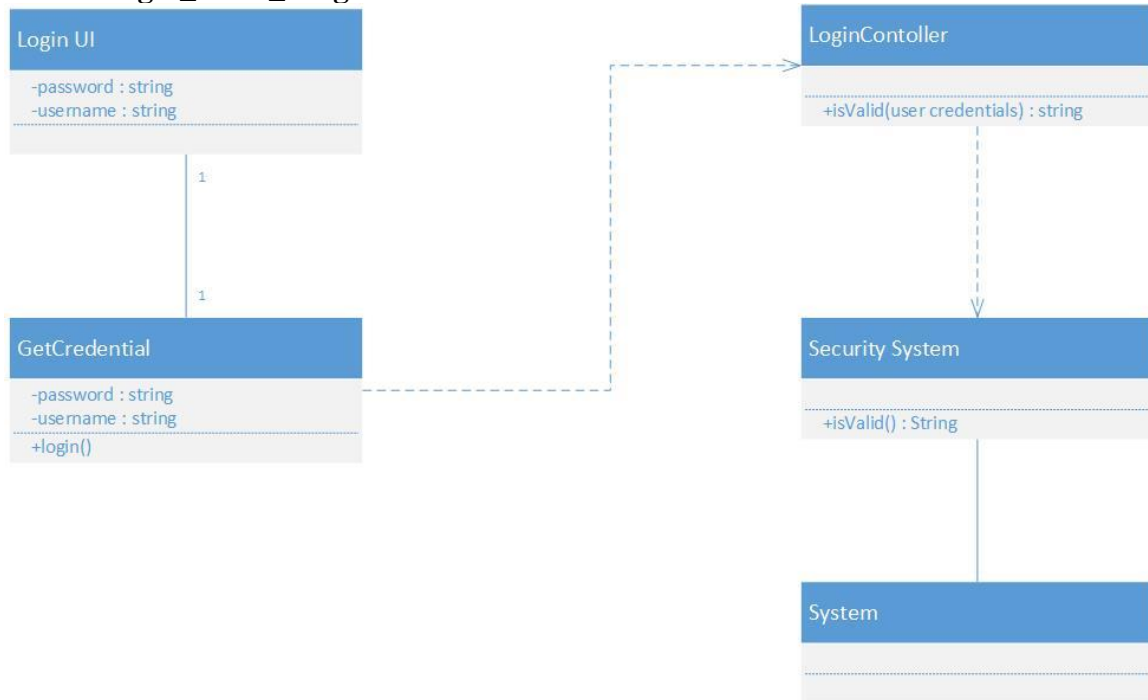 Login UI
-password : string
-username : string
1
1
GetCredential
-password : string
-username : string
+login()
LoginContoller
+isValid(user credentials) : string
Security System
+isValid() : String
System